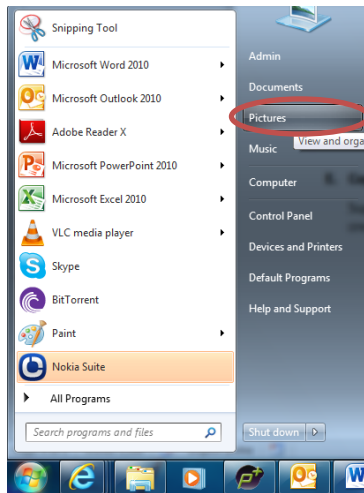 Snipping Tool
Microsoft Word 2010
Microsoft Outlook 2010
Adobe Reader X
Microsoft PowerPoint 2010
Microsoft Excel 2010
VLC media player
Skype
BitTorrent
Paint
Nokia Suite
All Programs
Search programs and files
Admin
Documents
Pictures
Music
View and orga
Computer
Control Panel
Devices and Printers
Default Programs
Help and Support
Shut down